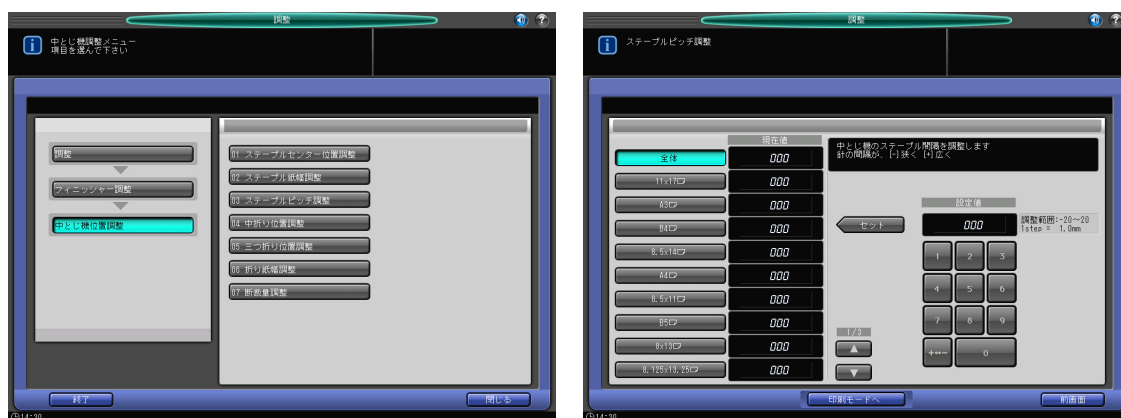 調整
中とじ機調整メニュー
項目を選んで下さい
調整
フィニッシャー調整
中とじ機位置調整
01 ステープルセンター位置調整
02 ステープル紙幅調整
03 ステープルピッチ調整
04 中折り位置調整
05 三つ折り位置調整
06 折り紙幅調整
07 断裁量調整
終了
閉じる
14:30
調整
ステープルピッチ調整
現在値
全体 000
11x17 000
A3 000
B4 000
8.5x14 000
A4 000
8.5x11 000
B5 000
8x13 000
8.125x13.25 000
中とじ機のステープル間隔を調整します
針の間隔が、[-]狭く [+]広く
設定値
セット
000
調整範囲:-20~20
1step = 1.0mm
1 2 3
4 5 6
7 8 9
+↔- 0
1/3
印刷モードへ
前画面
14:30